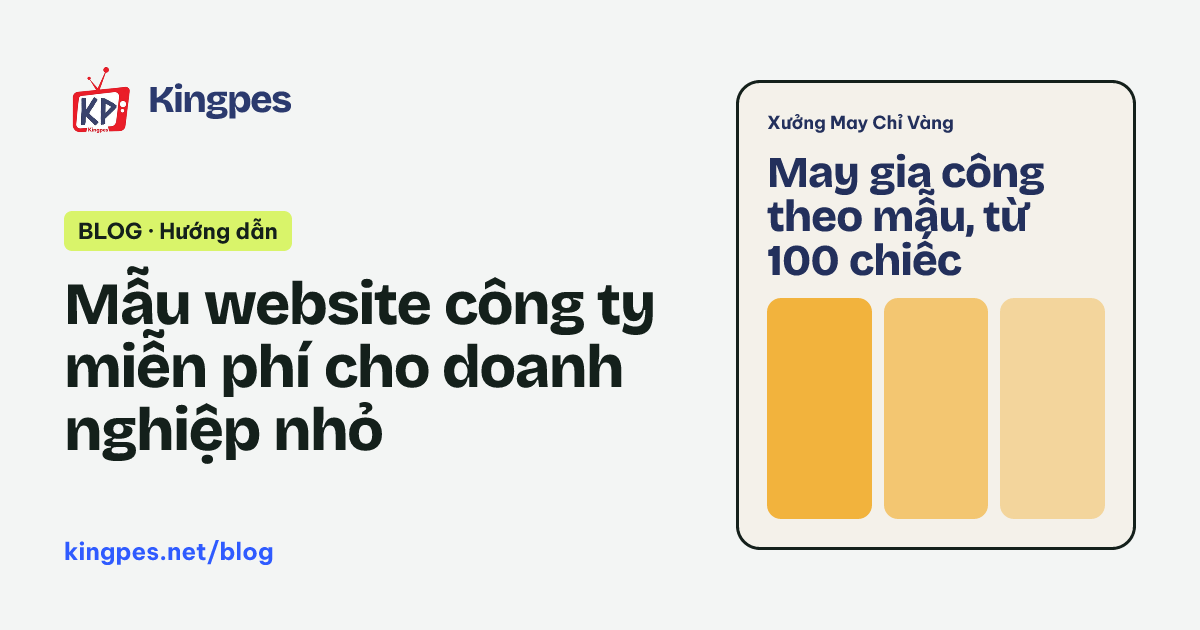 KP
Kingpes
Kingpes
BLOG · Hướng dẫn
Mẫu website công ty
miễn phí cho doanh
nghiệp nhỏ
kingpes.net/blog
Xưởng May Chỉ Vàng
May gia công
theo mẫu, từ
100 chiếc